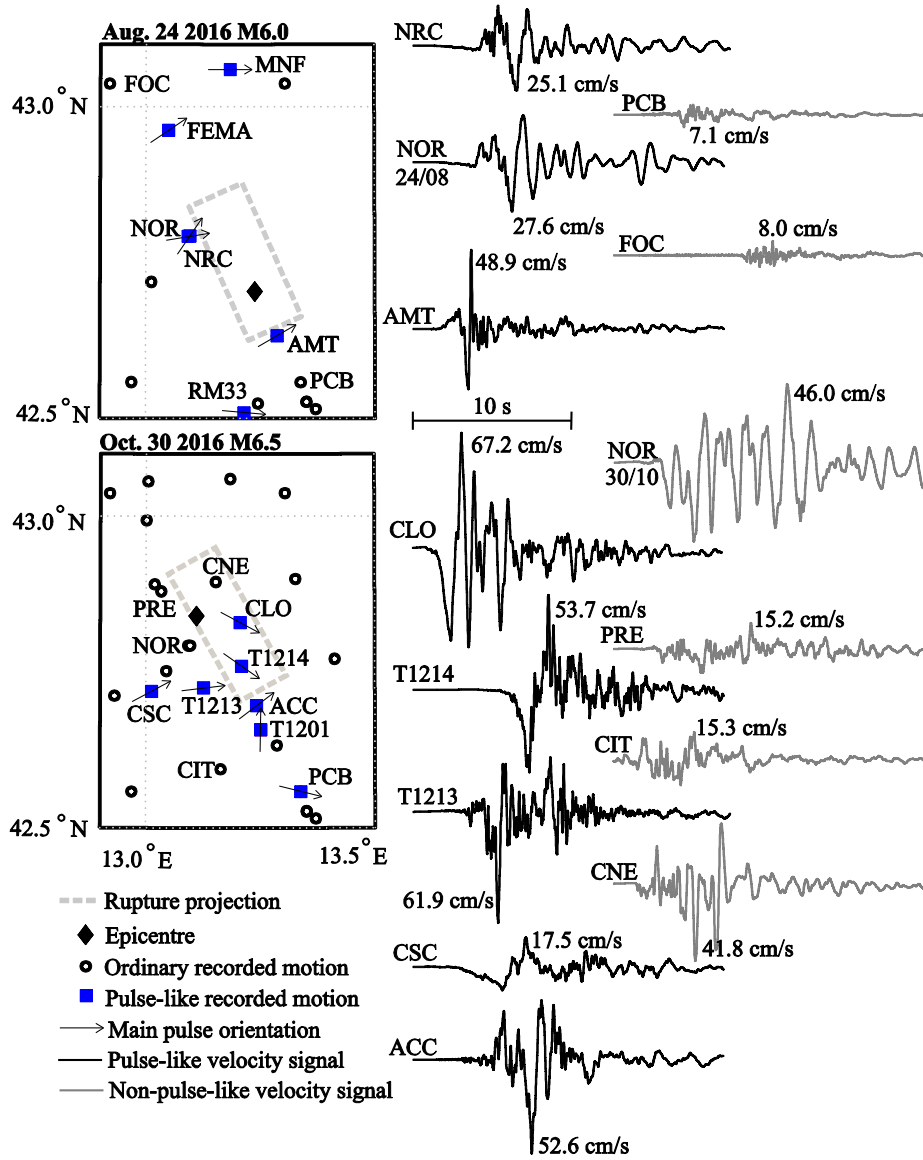 Aug. 24 2016 M6.0
MNF
FOC
43.0°N
FEMA
NOR
NRC
AMT
RM33
PCB
42.5°N
Oct. 30 2016 M6.5
43.0°N
CNE
PRE
CLO
NOR
T1214
CSC
T1213
ACC
T1201
CIT
PCB
42.5°N
13.0°E
13.5°E
Rupture projection
Epicentre
Ordinary recorded motion
Pulse-like recorded motion
Main pulse orientation
Pulse-like velocity signal
Non-pulse-like velocity signal
NRC
25.1 cm/s
PCB
7.1 cm/s
NOR
24/08
27.6 cm/s
8.0 cm/s
FOC
48.9 cm/s
AMT
10 s
46.0 cm/s
67.2 cm/s
NOR
30/10
CLO
53.7 cm/s
15.2 cm/s
PRE
T1214
15.3 cm/s
CIT
T1213
CNE
61.9 cm/s
17.5 cm/s
41.8 cm/s
CSC
ACC
52.6 cm/s